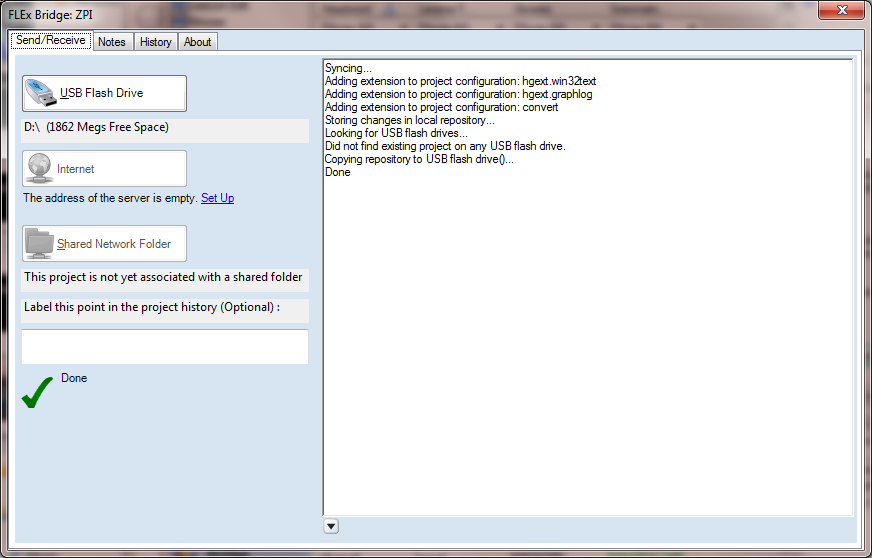 FLEx Bridge: ZPI
Send/Receive
Notes
History
About
USB Flash Drive
D:\ (1862 Megs Free Space)
Internet
The address of the server is empty. Set Up
Shared Network Folder
This project is not yet associated with a shared folder
Label this point in the project history (Optional) :
Done
Syncing...
Adding extension to project configuration: hgext.win32text
Adding extension to project configuration: hgext.graphlog
Adding extension to project configuration: convert
Storing changes in local repository...
Looking for USB flash drives...
Did not find existing project on any USB flash drive.
Copying repository to USB flash drive()...
Done